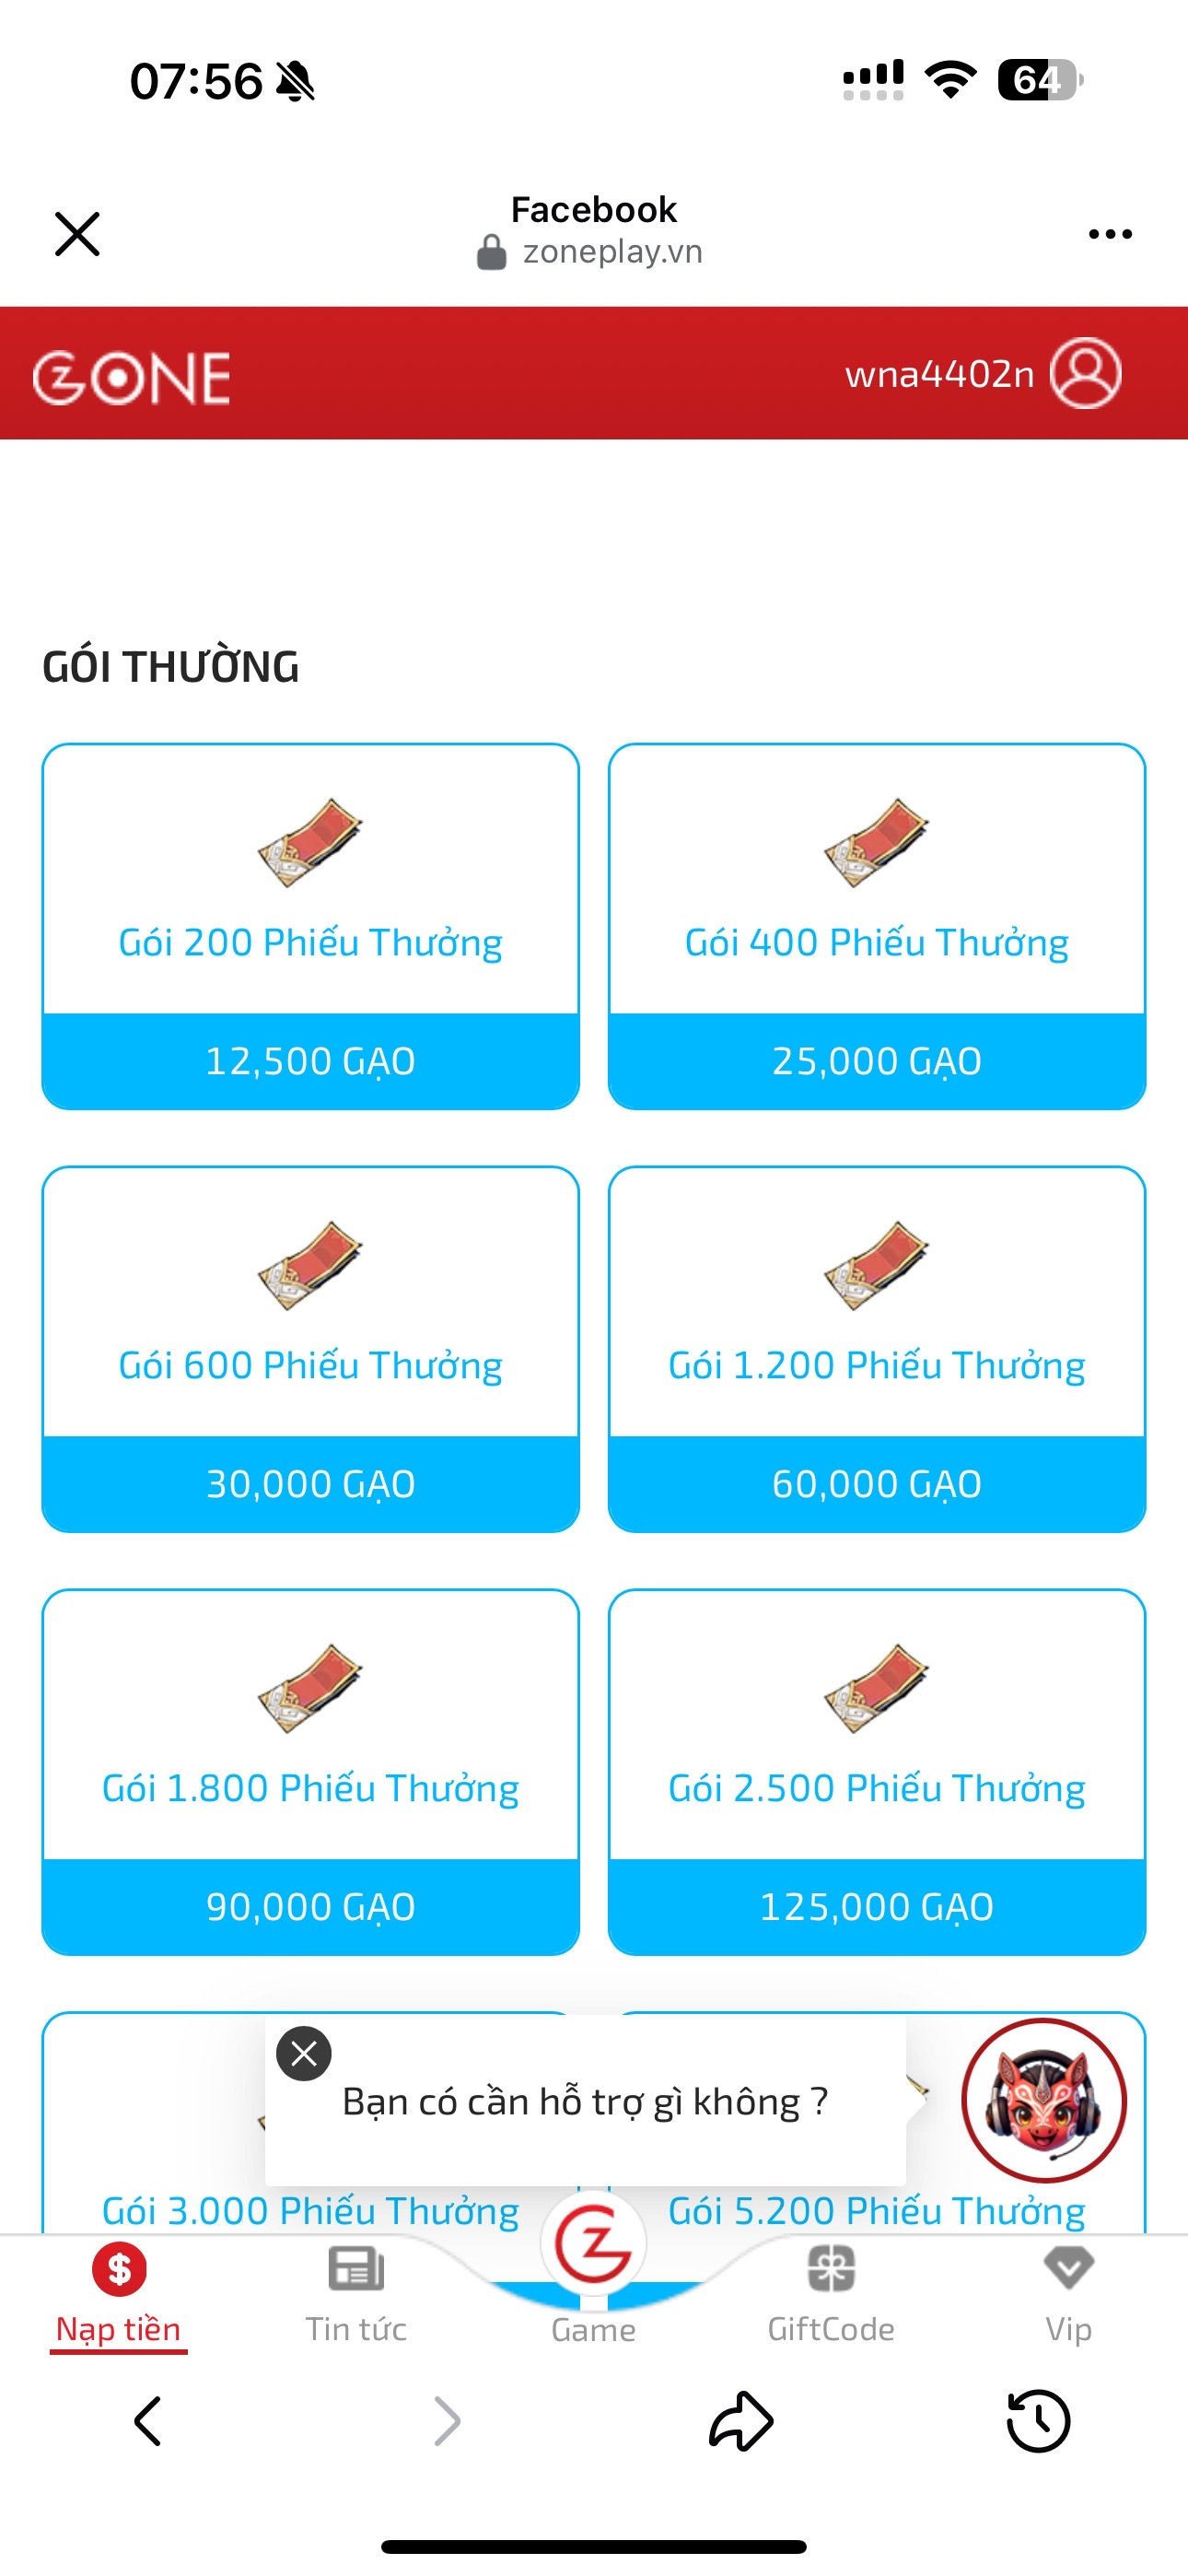 07:56
64
Facebook
zoneplay.vn
ZONE
wna4402n
GÓI THƯỜNG
Gói 200 Phiếu Thưởng
Gói 400 Phiếu Thưởng
12,500 GẠO
25,000 GẠO
Gói 600 Phiếu Thưởng
Gói 1.200 Phiếu Thưởng
30,000 GẠO
60,000 GẠO
Gói 1.800 Phiếu Thưởng
Gói 2.500 Phiếu Thưởng
90,000 GẠO
125,000 GẠO
Bạn có cần hỗ trợ gì không ?
Gói 3.000 Phiếu Thưởng
Gói 5.200 Phiếu Thưởng
Nạp tiền
Tin tức
Game
GiftCode
Vip